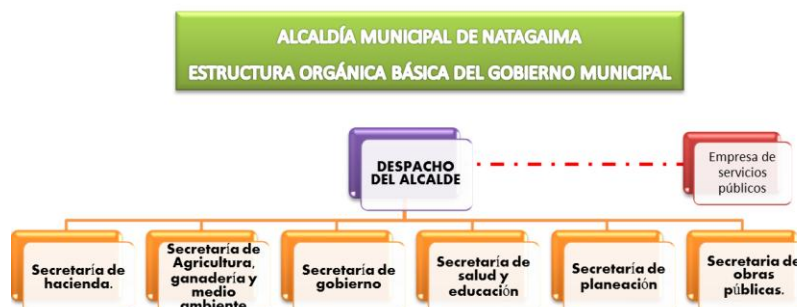 ALCALDÍA MUNICIPAL DE NATAGAIMA
ESTRUCTURA ORGÁNICA BÁSICA DEL GOBIERNO MUNICIPAL
DESPACHO
DEL ALCALDE
Empresa de
servicios
públicos
Secretaría de
hacienda.
Secretaría de
Agricultura,
ganadería y
medio
ambiente
Secretaría de
gobierno
Secretaría de
salud y
educación
Secretaría de
planeación
Secretaria de
obras
públicas.